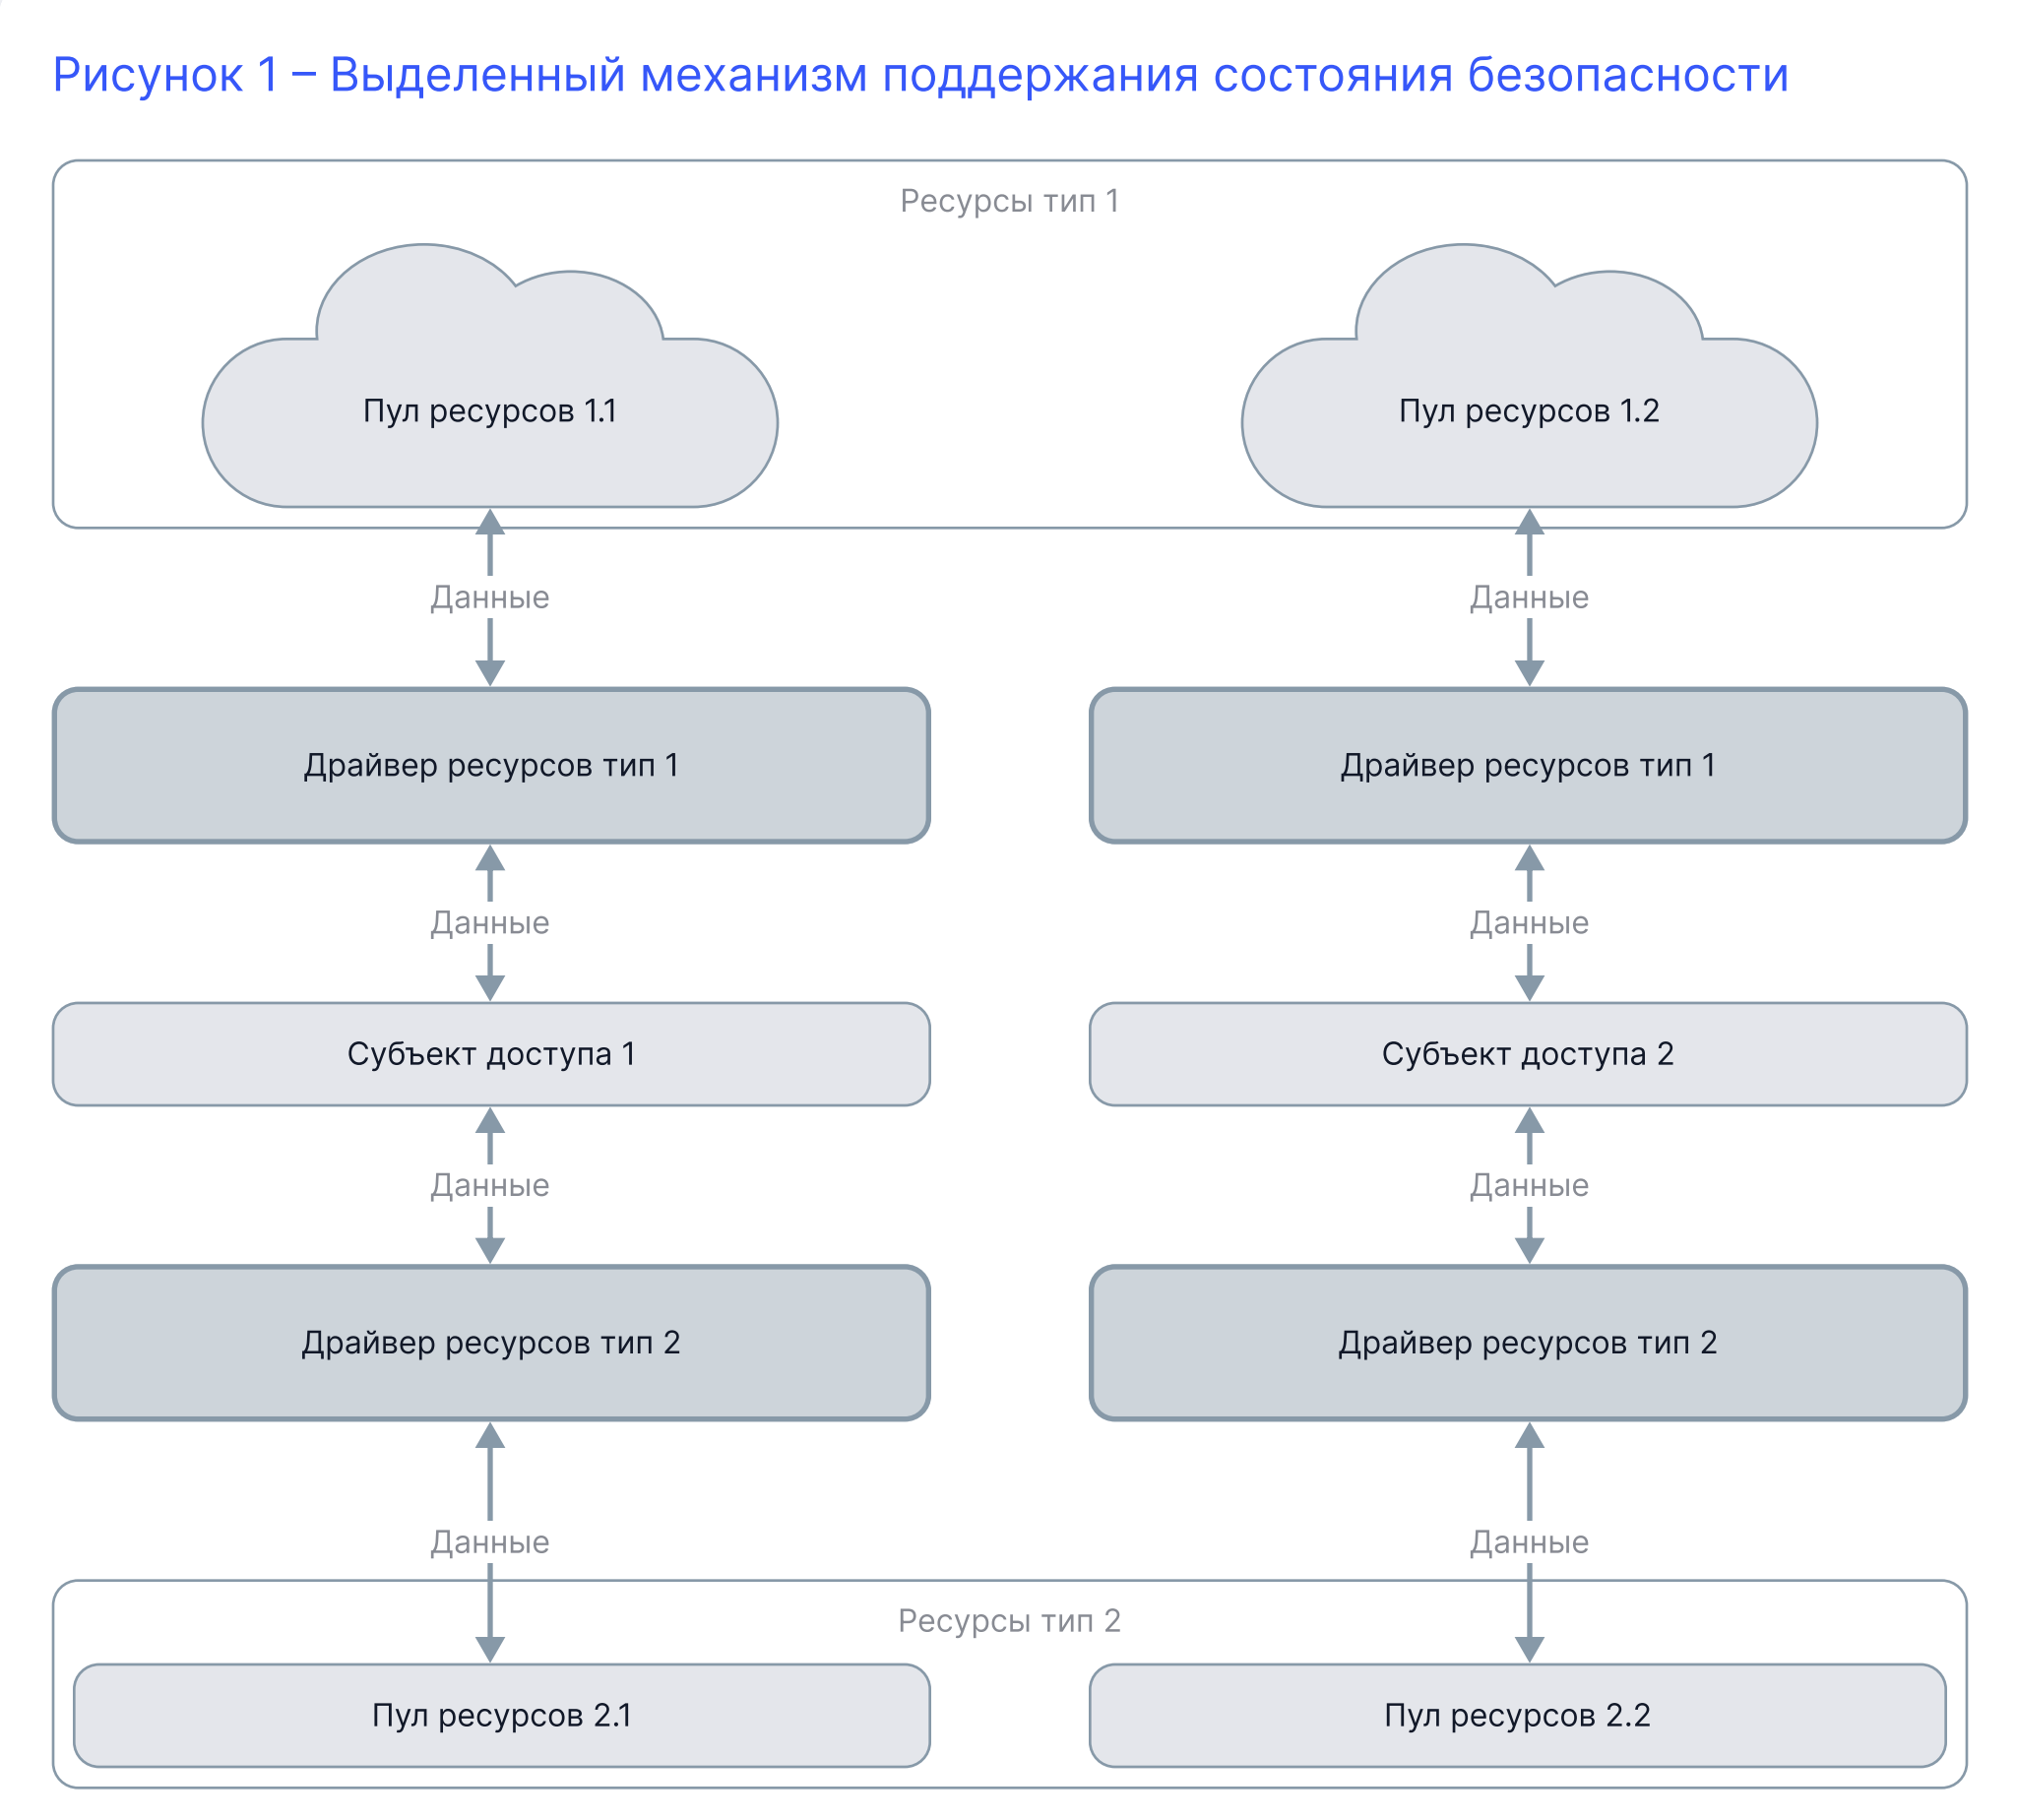 Рисунок 1 – Выделенный механизм поддержания состояния безопасности
Ресурсы тип 1
Пул ресурсов 1.1
Пул ресурсов 1.2
Данные
Данные
Драйвер ресурсов тип 1
Драйвер ресурсов тип 1
Данные
Данные
Субъект доступа 1
Субъект доступа 2
Данные
Данные
Драйвер ресурсов тип 2
Драйвер ресурсов тип 2
Данные
Данные
Ресурсы тип 2
Пул ресурсов 2.1
Пул ресурсов 2.2